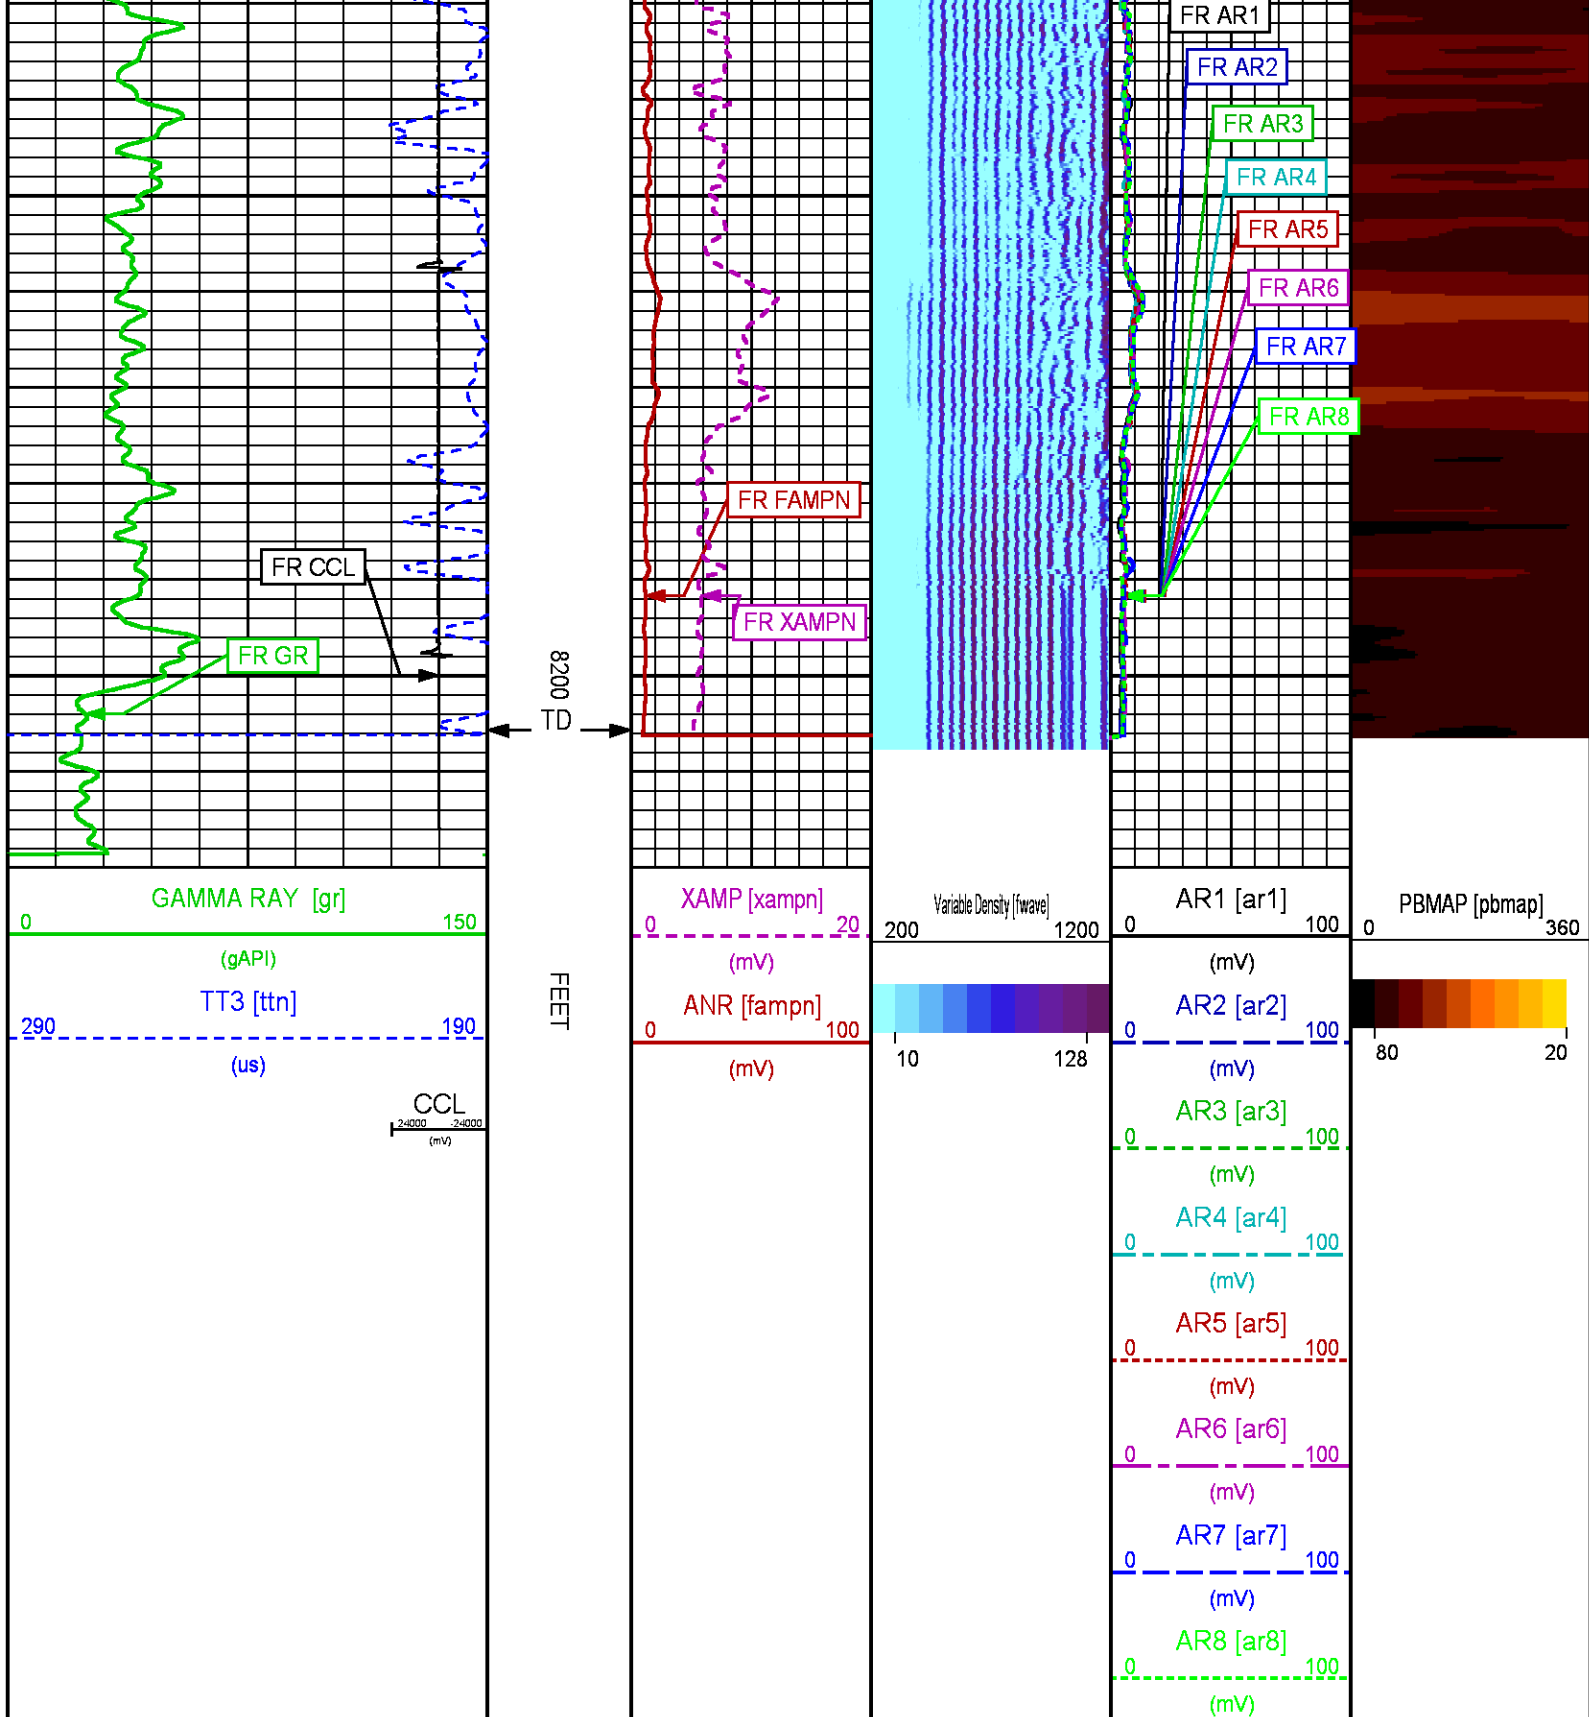 FR AR1
FR AR2
FR AR3
FR AR4
FR AR5
FR AR6
FR AR7
FR AR8
FR FAMPN
FR CCL
FR XAMPN
FR GR
8200
TD
GAMMA RAY [gr]
0 150
(gAPI)
TT3 [ttn]
290 190
(us)
CCL
24000 -24000
(mV)
FEET
XAMP [xampn]
0 20
(mV)
ANR [fampn]
0 100
(mV)
Variable Density [fwave]
200 1200
10 128
AR1 [ar1]
0 100
(mV)
AR2 [ar2]
0 100
(mV)
AR3 [ar3]
0 100
(mV)
AR4 [ar4]
0 100
(mV)
AR5 [ar5]
0 100
(mV)
AR6 [ar6]
0 100
(mV)
AR7 [ar7]
0 100
(mV)
AR8 [ar8]
0 100
(mV)
PBMAP [pbmap]
0 360
80 20